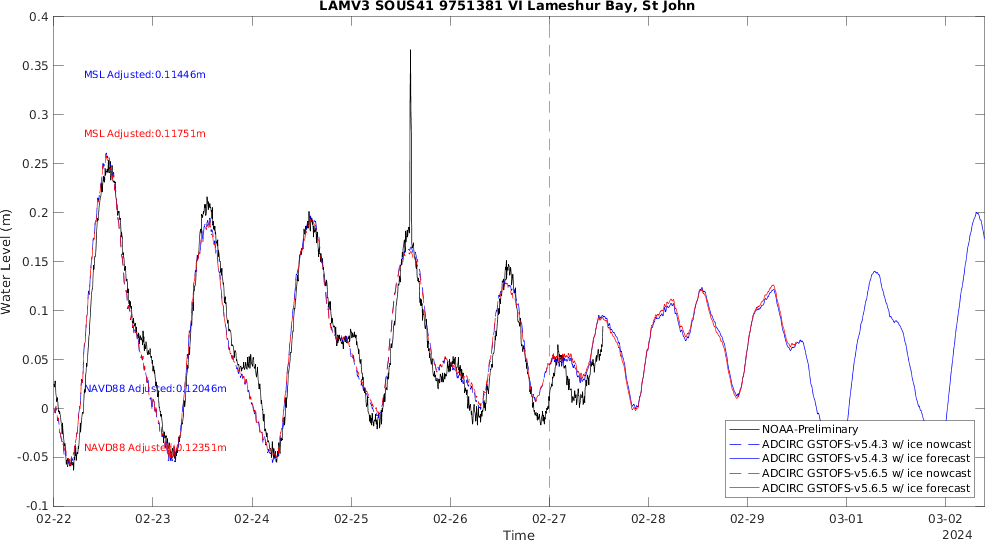 LAMV3 SOUS41 9751381 VI Lameshur Bay, St John
0.4
0.35
0.3
0.25
0.2
0.15
0.1
0.05
0
-0.05
-0.1
Water Level (m)
MSL Adjusted:0.11446m
MSL Adjusted:0.11751m
NAVD88 Adjusted:0.12046m
NAVD88 Adjusted:0.12351m
NOAA-Preliminary
ADCIRC GSTOFS-v5.4.3 w/ ice nowcast
ADCIRC GSTOFS-v5.4.3 w/ ice forecast
ADCIRC GSTOFS-v5.6.5 w/ ice nowcast
ADCIRC GSTOFS-v5.6.5 w/ ice forecast
02-22 02-23 02-24 02-25 02-26 02-27 02-28 02-29 03-01 03-02
Time
2024